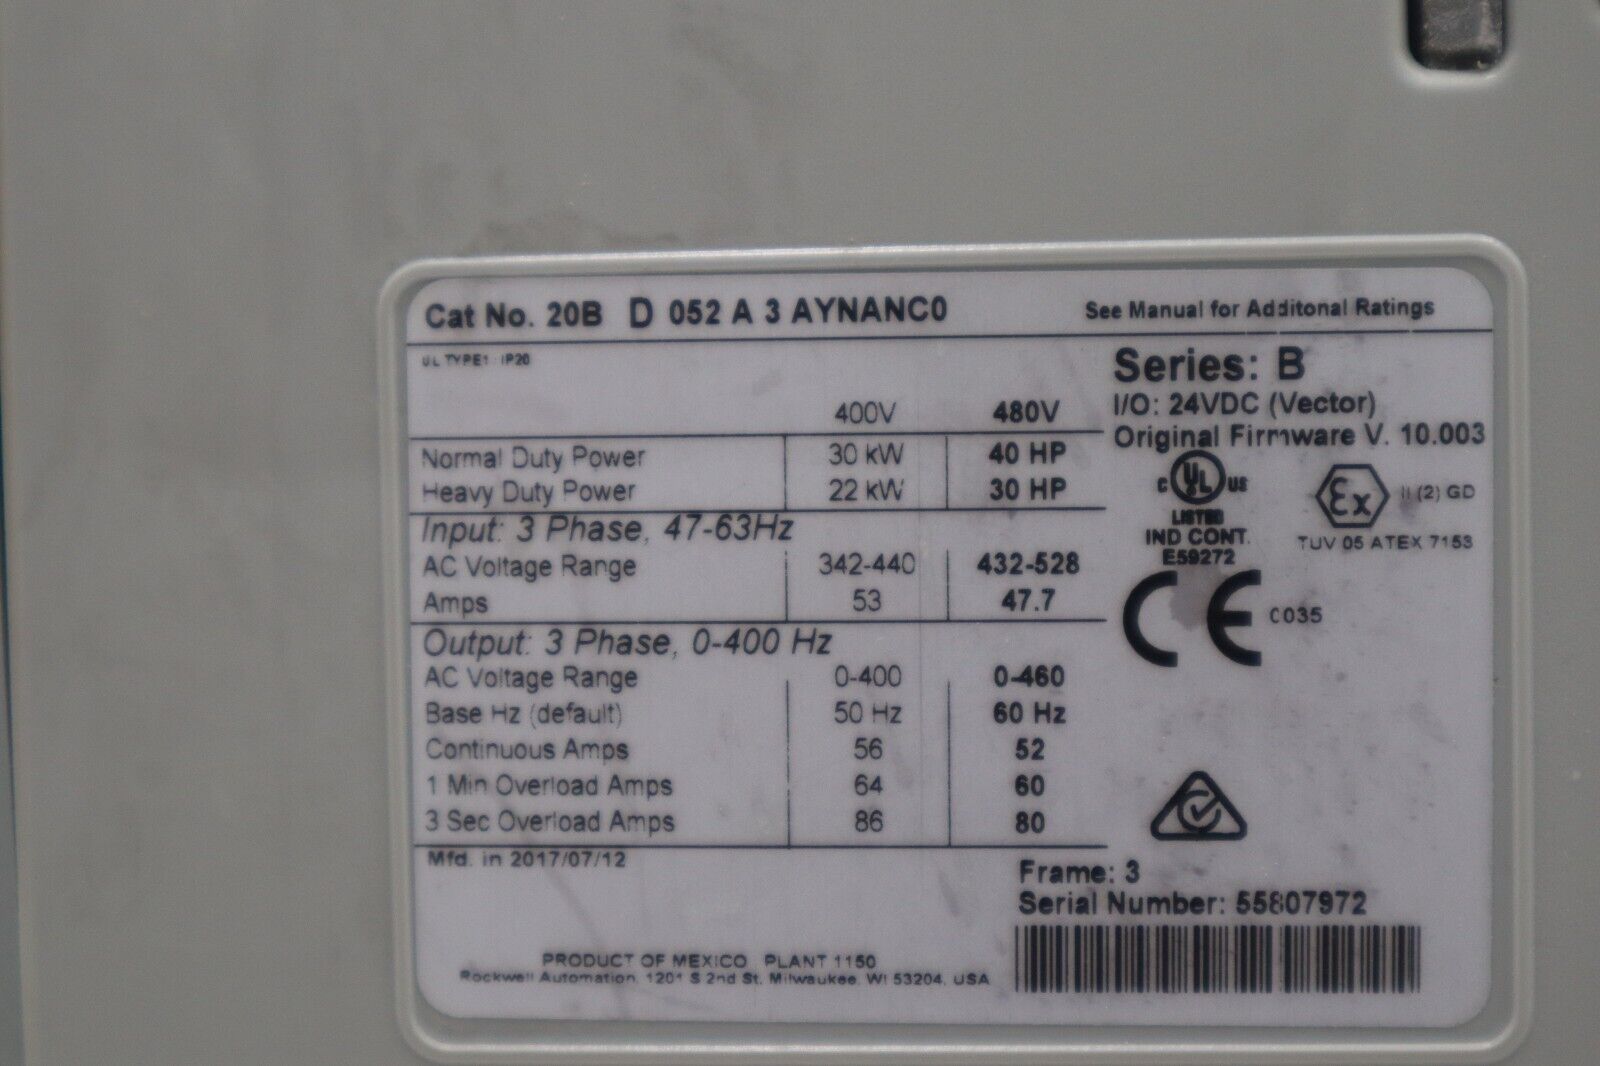 Cat No. 20B D 052 A 3 AYNANC0
See Manual for Additonal Ratings
UL TYPE1 IP20
Series: B
400V 480V
I/O: 24VDC (Vector)
Original Firmware V. 10.003
Normal Duty Power 30 kW 40 HP
Heavy Duty Power 22 kW 30 HP
C UL US
LISTED
IND CONT.
E59272
Ex II (2) GD
TUV 05 ATEX 7153
Input: 3 Phase, 47-63Hz
AC Voltage Range 342-440 432-528
Amps 53 47.7
CE 0035
Output: 3 Phase, 0-400 Hz
AC Voltage Range 0-400 0-460
Base Hz (default) 50 Hz 60 Hz
Continuous Amps 56 52
1 Min Overload Amps 64 60
3 Sec Overload Amps 86 80
Mfd. in 2017/07/12
Frame: 3
Serial Number: 55807972
PRODUCT OF MEXICO PLANT 1150
Rockwell Automation, 1201 S 2nd St. Milwaukee, WI 53204, USA